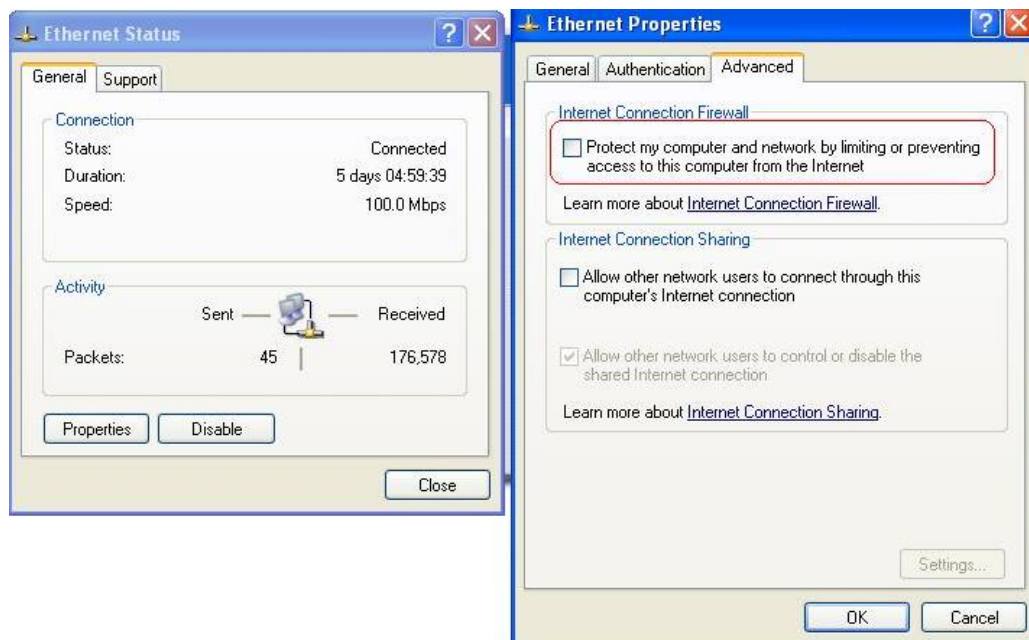 Ethernet Status
General Support
Connection
Status: Connected
Duration: 5 days 04:59:39
Speed: 100.0 Mbps
Activity
Sent Received
Packets: 45 176,578
Properties Disable
Close
Ethernet Properties
General Authentication Advanced
Internet Connection Firewall
Protect my computer and network by limiting or preventing
access to this computer from the Internet
Learn more about Internet Connection Firewall.
Internet Connection Sharing
Allow other network users to connect through this
computer's Internet connection
Allow other network users to control or disable the
shared Internet connection
Learn more about Internet Connection Sharing.
Settings...
OK Cancel